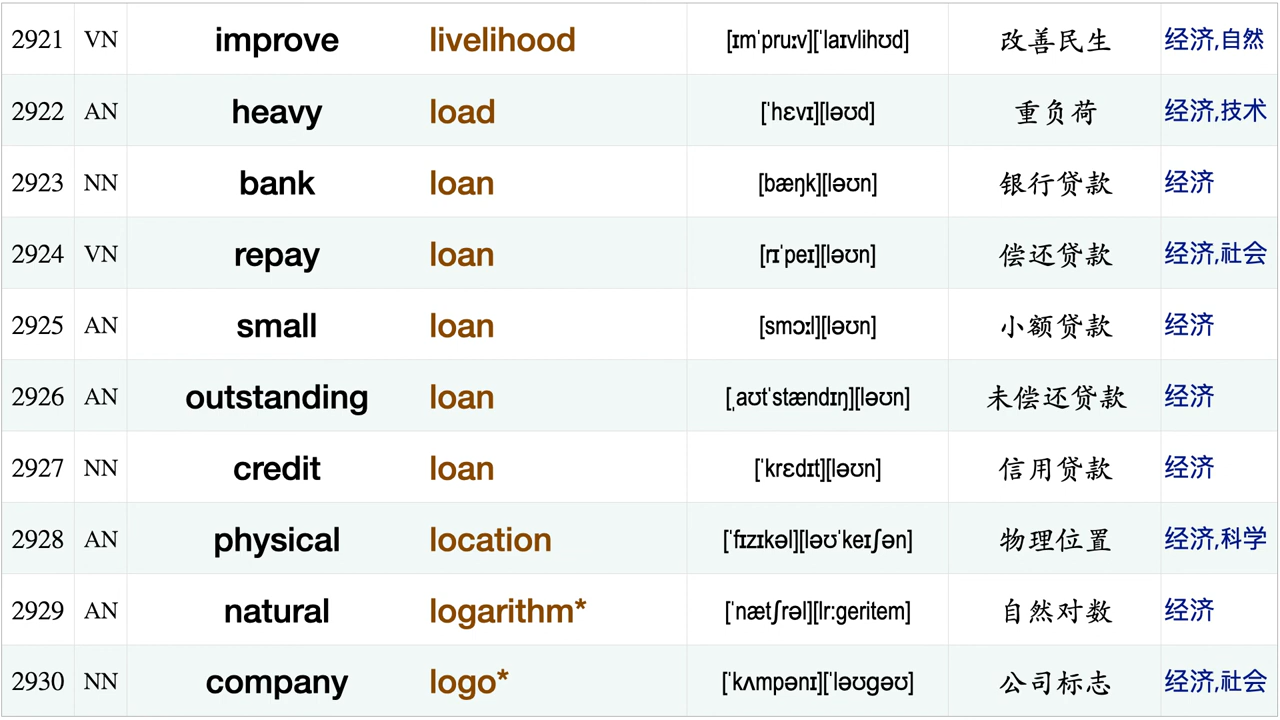 2921 VN improve livelihood [ɪmˈpruːv][ˈlaɪvlihʊd] 改善民生 经济,自然
2922 AN heavy load [ˈhɛvɪ][ləʊd] 重负荷 经济,技术
2923 NN bank loan [bæŋk][ləʊn] 银行贷款 经济
2924 VN repay loan [rɪˈpeɪ][ləʊn] 偿还贷款 经济,社会
2925 AN small loan [smɔːl][ləʊn] 小额贷款 经济
2926 AN outstanding loan [ˌaʊtˈstændɪŋ][ləʊn] 未偿还贷款 经济
2927 NN credit loan [ˈkrɛdɪt][ləʊn] 信用贷款 经济
2928 AN physical location [ˈfɪzɪkəl][ləʊˈkeɪʃən] 物理位置 经济,科学
2929 AN natural logarithm* [ˈnætʃrəl][lr:geritem] 自然对数 经济
2930 NN company logo* [ˈkʌmpənɪ][ˈləʊgəʊ] 公司标志 经济,社会